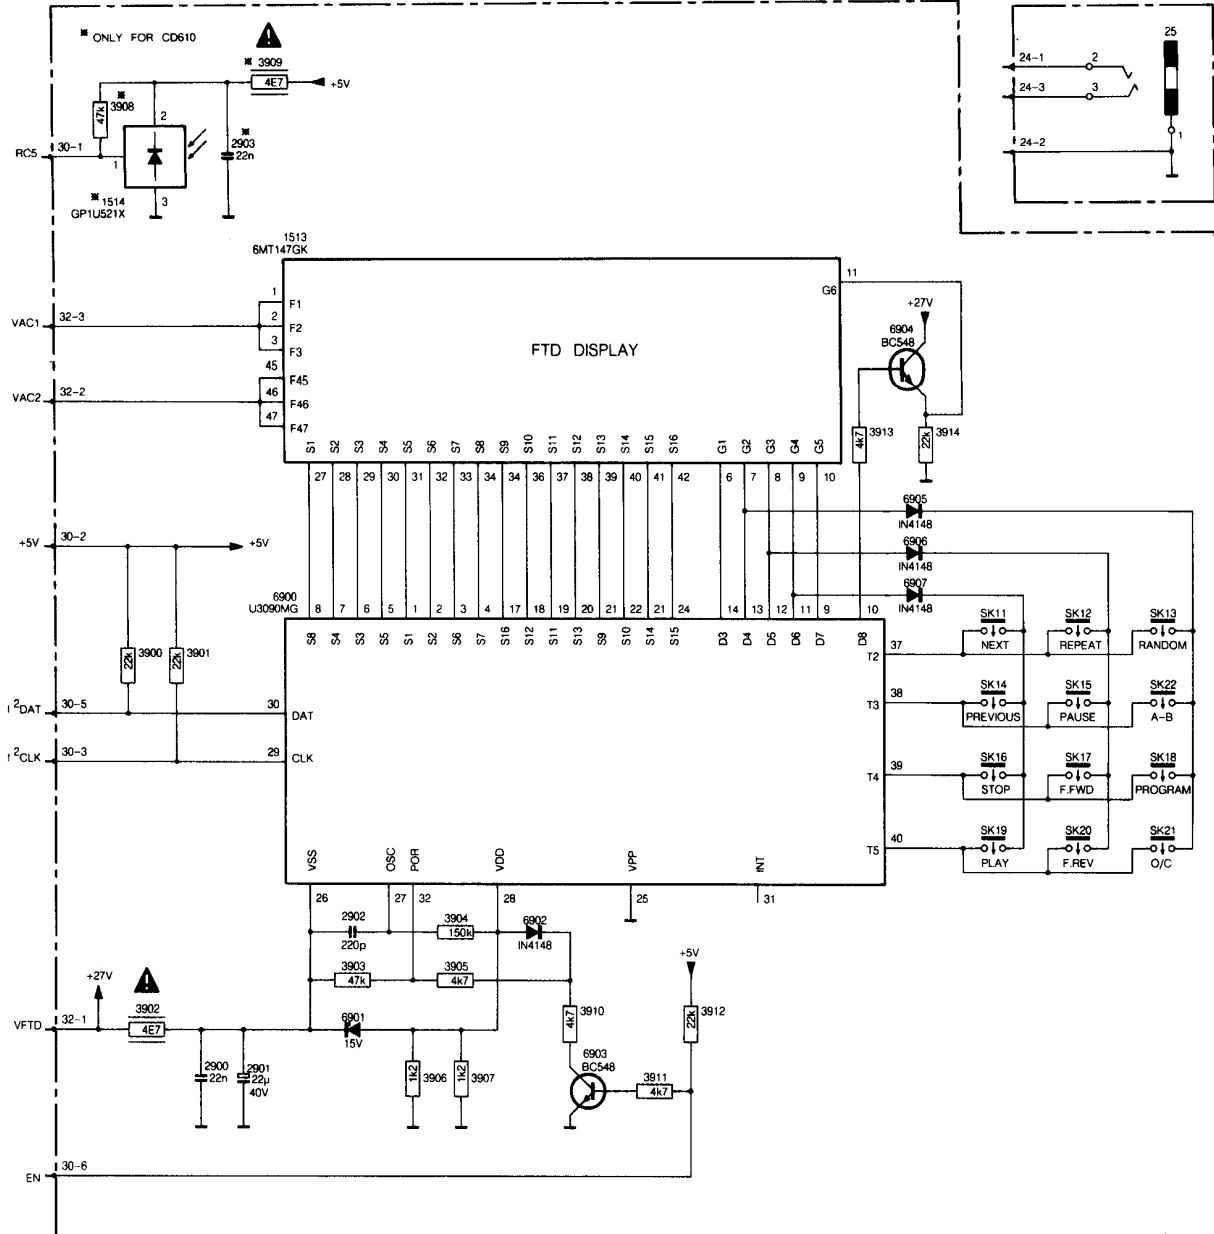 ※ ONLY FOR CD610
※ 3909
4E7
+5V
※
3908
47k
2
※
2903
22n
RC5
30-1
1
※ 1514
GP1U521X
3
25
24-1
2
24-3
3
1
24-2
1513
6MT147GK
1
F1
2
F2
3
F3
45
F45
46
F46
47
F47
VAC1
32-3
VAC2
32-2
FTD DISPLAY
G6
11
+27V
6904
BC548
4k7
3913
22k
3914
S1 S2 S3 S4 S5 S6 S7 S8 S9 S10 S11 S12 S13 S14 S15 S16 G1 G2 G3 G4 G5
27 28 29 30 31 32 33 34 34 36 37 38 39 40 41 42 6 7 8 9 10
6905
IN4148
6906
IN4148
6907
IN4148
+5V
30-2
+5V
6900
U3090MG
8 7 6 5 1 2 3 4 17 18 19 20 21 22 21 24 14 13 12 11 9 10
S8 S4 S3 S5 S1 S2 S6 S7 S16 S12 S11 S13 S9 S10 S14 S15 D3 D4 D5 D6 D7 D8
22k
3900
22k
3901
I²DAT
30-5
30
DAT
I²CLK
30-3
29
CLK
T2
37
T3
38
T4
39
T5
40
SK11
NEXT
SK12
REPEAT
SK13
RANDOM
SK14
PREVIOUS
SK15
PAUSE
SK22
A-B
SK16
STOP
SK17
F.FWD
SK18
PROGRAM
SK19
PLAY
SK20
F.REV
SK21
O/C
VSS OSC POR VDD VPP INT
26 27 32 28 25 31
2902
220p
3904
150k
6902
IN4148
3903
47k
3905
4k7
+5V
+27V
3902
4E7
VFTD
32-1
6901
15V
4k7
3910
22k
3912
2900
22n
2901
22µ
40V
1k2
3906
1k2
3907
6903
BC548
3911
4k7
EN
30-6